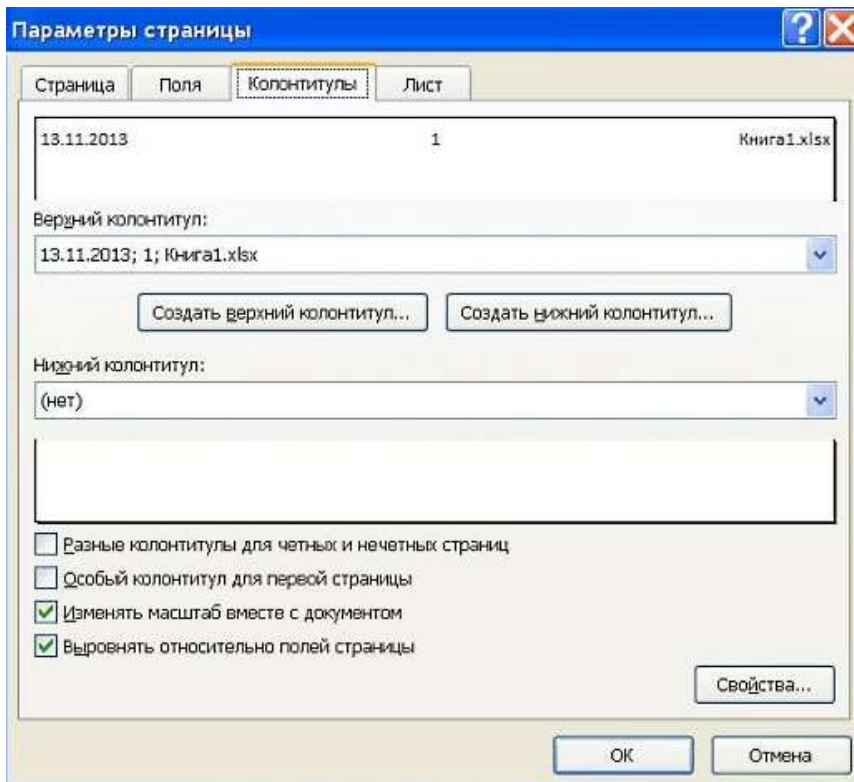 Параметры страницы
Страница Поля Колонтитулы Лист
13.11.2013 1 Книга1.xlsx
Верхний колонтитул:
13.11.2013; 1; Книга1.xlsx
Создать верхний колонтитул... Создать нижний колонтитул...
Нижний колонтитул:
(нет)
Разные колонтитулы для четных и нечетных страниц
Особый колонтитул для первой страницы
Изменять масштаб вместе с документом
Выровнять относительно полей страницы
Свойства...
ОК Отмена